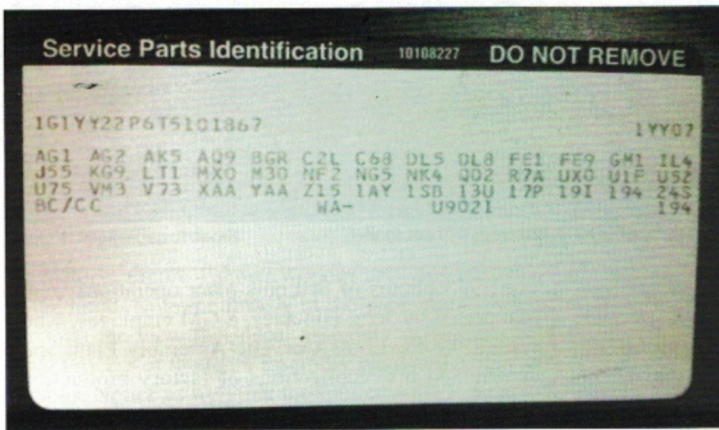 Service Parts Identification 10108227 DO NOT REMOVE
1G1YY22P6T5101867 1YY07
AG1 AG2 AK5 AQ9 BGR C2L C68 DL5 DL8 FE1 FE9 GM1 IL4
J55 KG9 LT1 MX0 M30 NF2 NG5 NK4 QD2 R7A UX0 U1F U52
U75 VM3 V73 XAA YAA Z15 1AY 1SB 13U 17P 19I 194 24S
BC/CC WA- U9021 194